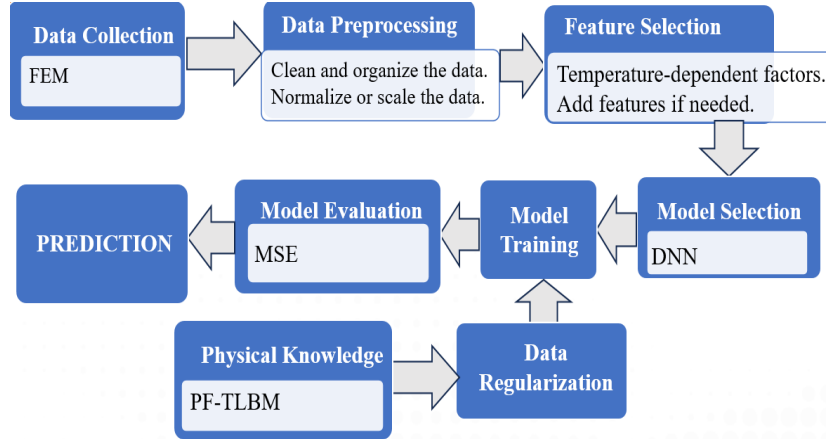 Data Collection
FEM
Data Preprocessing
Clean and organize the data.
Normalize or scale the data.
Feature Selection
Temperature-dependent factors.
Add features if needed.
PREDICTION
Model Evaluation
MSE
Model
Training
Model Selection
DNN
Physical Knowledge
PF-TLBM
Data
Regularization